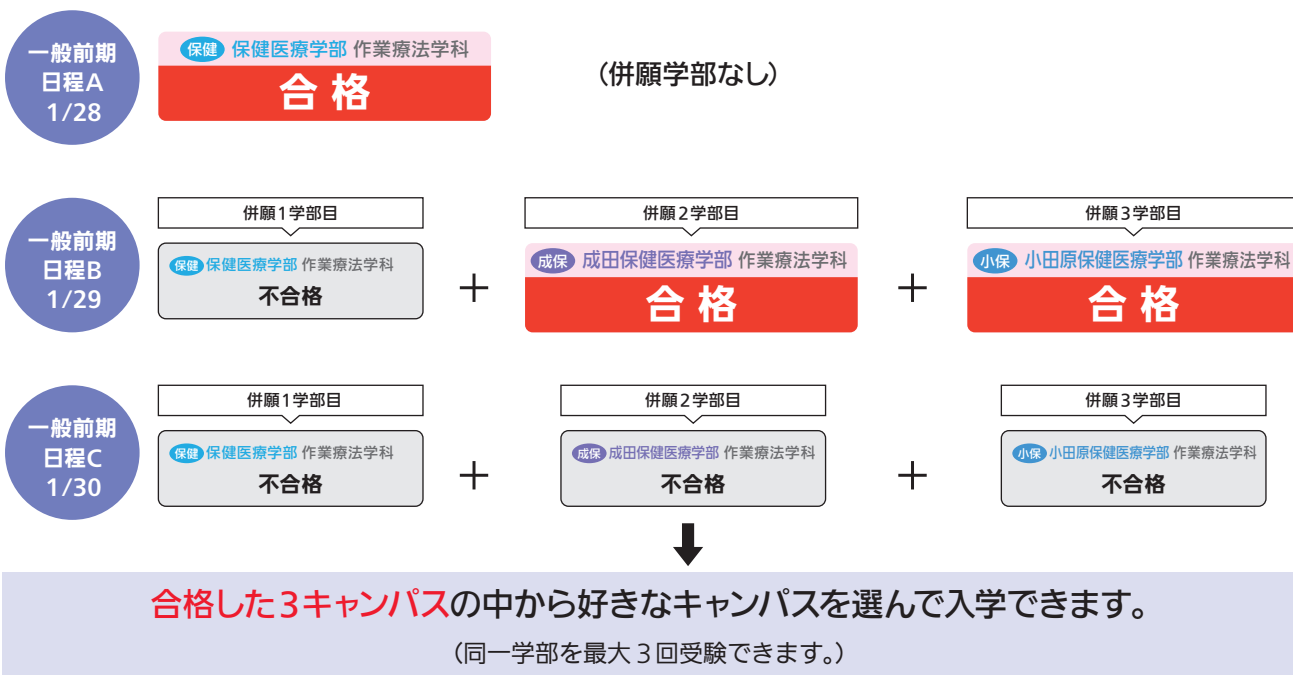 一般前期
日程A
1/28
保健 保健医療学部 作業療法学科
合格
（併願学部なし）
一般前期
日程B
1/29
併願1学部目
保健 保健医療学部 作業療法学科
不合格
＋
併願2学部目
成保 成田保健医療学部 作業療法学科
合格
＋
併願3学部目
小保 小田原保健医療学部 作業療法学科
合格
一般前期
日程C
1/30
併願1学部目
保健 保健医療学部 作業療法学科
不合格
＋
併願2学部目
成保 成田保健医療学部 作業療法学科
不合格
＋
併願3学部目
小保 小田原保健医療学部 作業療法学科
不合格
合格した3キャンパスの中から好きなキャンパスを選んで入学できます。
（同一学部を最大3回受験できます。）